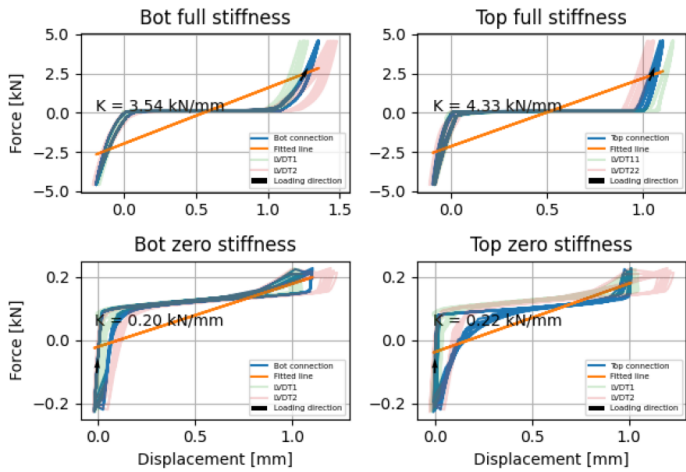 Bot full stiffness
Top full stiffness
Force [kN]
5.0
2.5
0.0
−2.5
−5.0
K = 3.54 kN/mm
Bot connection
Fitted line
LVDT1
LVDT2
Loading direction
0.0
0.5
1.0
1.5
5.0
2.5
0.0
−2.5
−5.0
K = 4.33 kN/mm
Top connection
Fitted line
LVDT11
LVDT22
Loading direction
0.0
0.5
1.0
Bot zero stiffness
Top zero stiffness
Force [kN]
0.2
0.0
−0.2
K = 0.20 kN/mm
Bot connection
Fitted line
LVDT1
LVDT2
Loading direction
0.0
0.5
1.0
Displacement [mm]
0.2
0.0
−0.2
K = 0.22 kN/mm
Top connection
Fitted line
LVDT1
LVDT2
Loading direction
0.0
0.5
1.0
Displacement [mm]